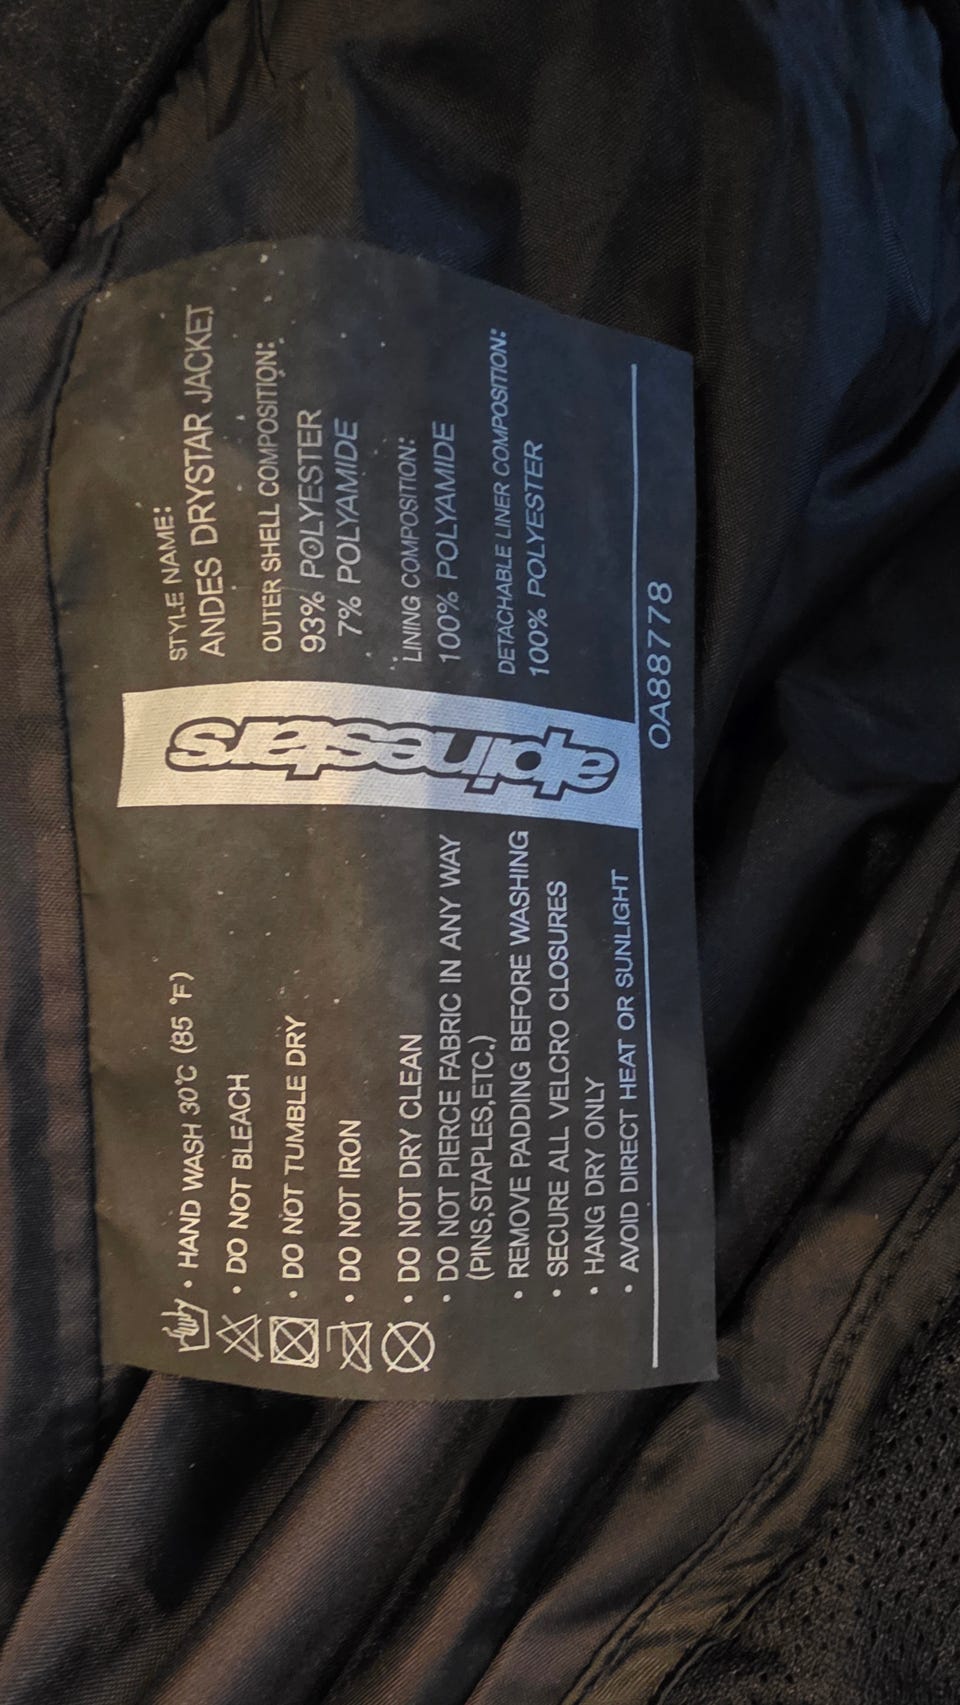 • HAND WASH 30°C (85 °F)
• DO NOT BLEACH
• DO NOT TUMBLE DRY
• DO NOT IRON
• DO NOT DRY CLEAN
• DO NOT PIERCE FABRIC IN ANY WAY
(PINS,STAPLES,ETC.)
• REMOVE PADDING BEFORE WASHING
• SECURE ALL VELCRO CLOSURES
• HANG DRY ONLY
• AVOID DIRECT HEAT OR SUNLIGHT
alpinestars
STYLE NAME:
ANDES DRYSTAR JACKET
OUTER SHELL COMPOSITION:
93% POLYESTER
7% POLYAMIDE
LINING COMPOSITION:
100% POLYAMIDE
DETACHABLE LINER COMPOSITION:
100% POLYESTER
OA88778